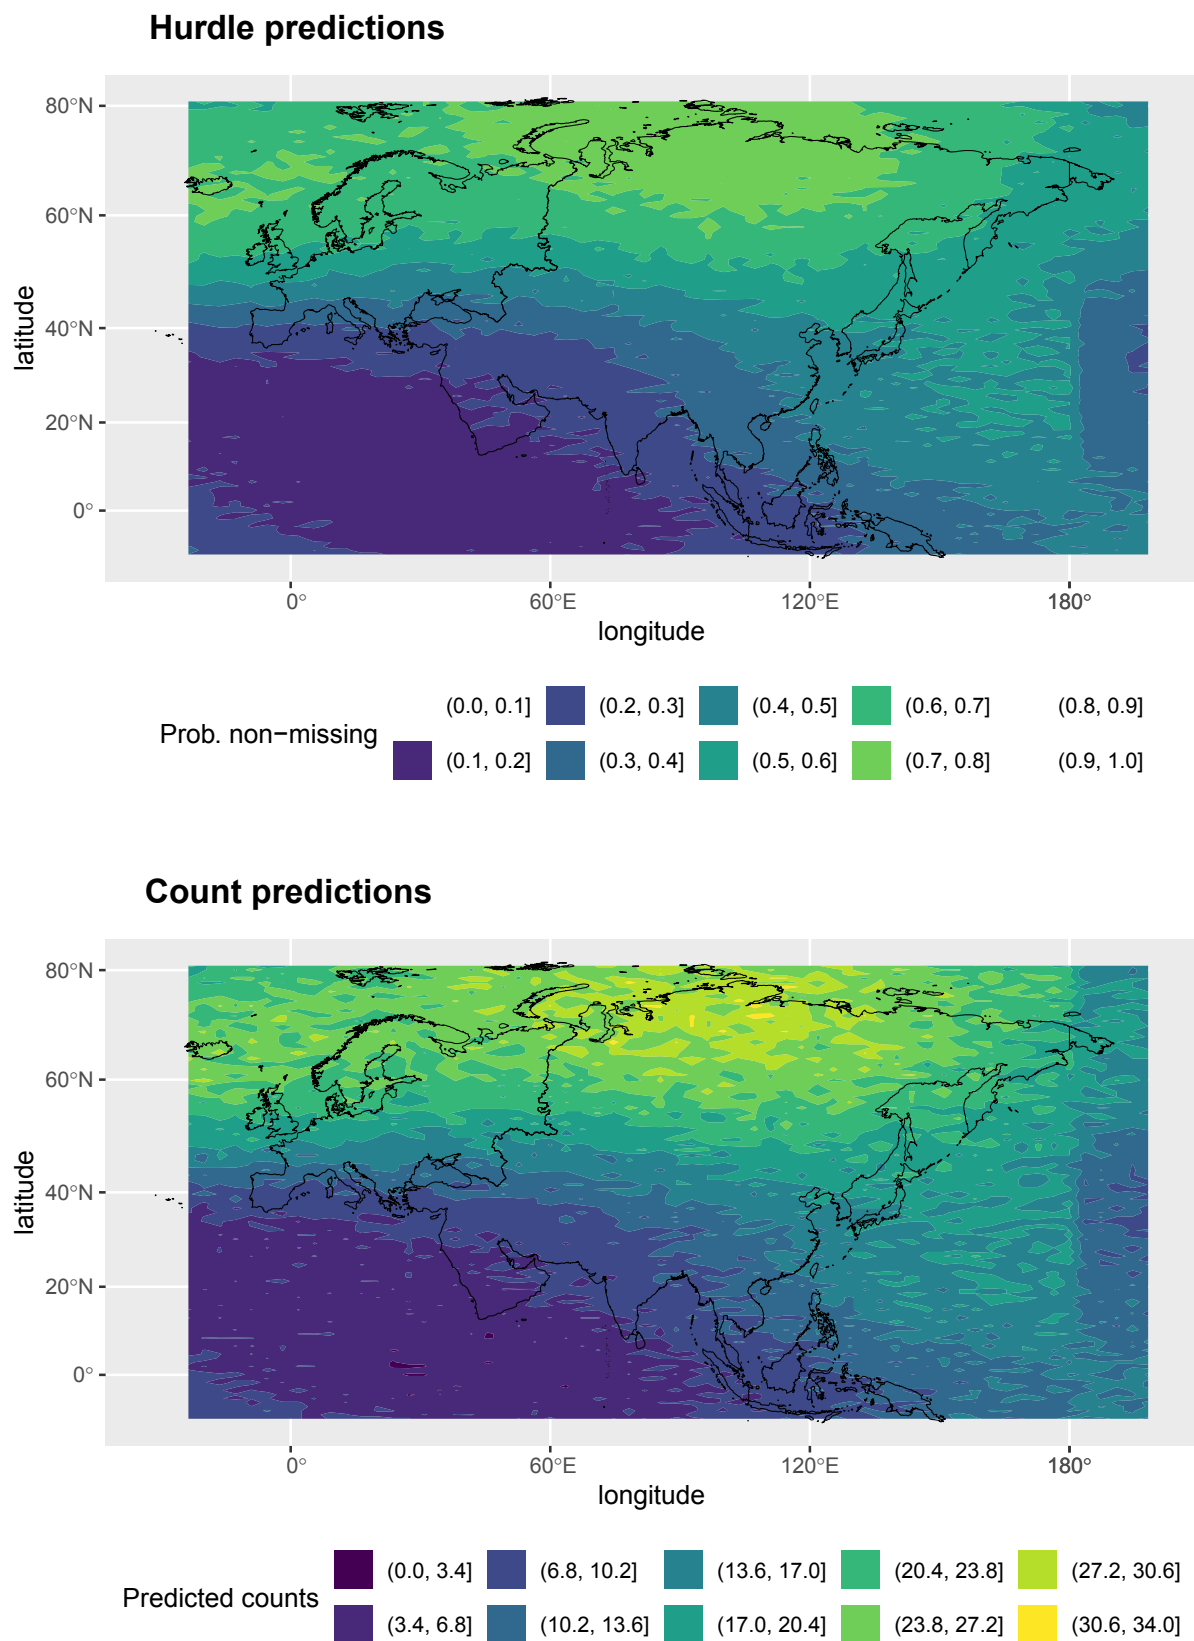 Hurdle predictions
80°N
60°N
40°N
20°N
0°
latitude
0° 60°E 120°E 180°
longitude
Prob. non−missing
(0.0, 0.1] (0.2, 0.3] (0.4, 0.5] (0.6, 0.7] (0.8, 0.9]
(0.1, 0.2] (0.3, 0.4] (0.5, 0.6] (0.7, 0.8] (0.9, 1.0]
Count predictions
80°N
60°N
40°N
20°N
0°
latitude
0° 60°E 120°E 180°
longitude
Predicted counts
(0.0, 3.4] (6.8, 10.2] (13.6, 17.0] (20.4, 23.8] (27.2, 30.6]
(3.4, 6.8] (10.2, 13.6] (17.0, 20.4] (23.8, 27.2] (30.6, 34.0]